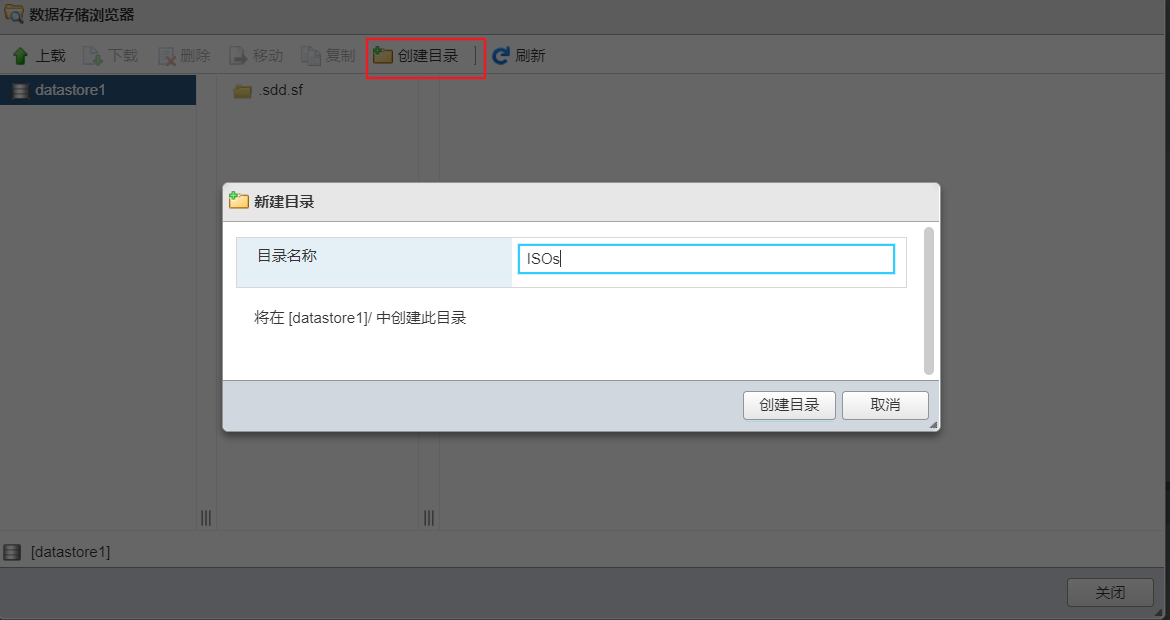 数据存储浏览器
上载 下载 删除 移动 复制 创建目录 刷新
datastore1 .sdd.sf
新建目录
目录名称 ISOs
将在 [datastore1]/ 中创建此目录
创建目录 取消
[datastore1]
关闭